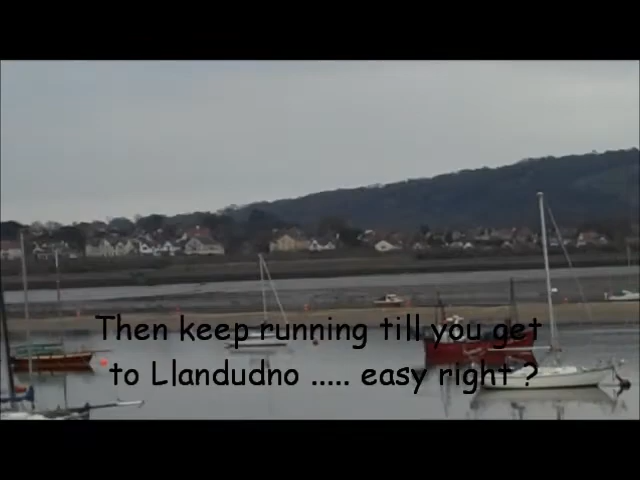 Then keep running till you get
to Llandudno ..... easy right ?